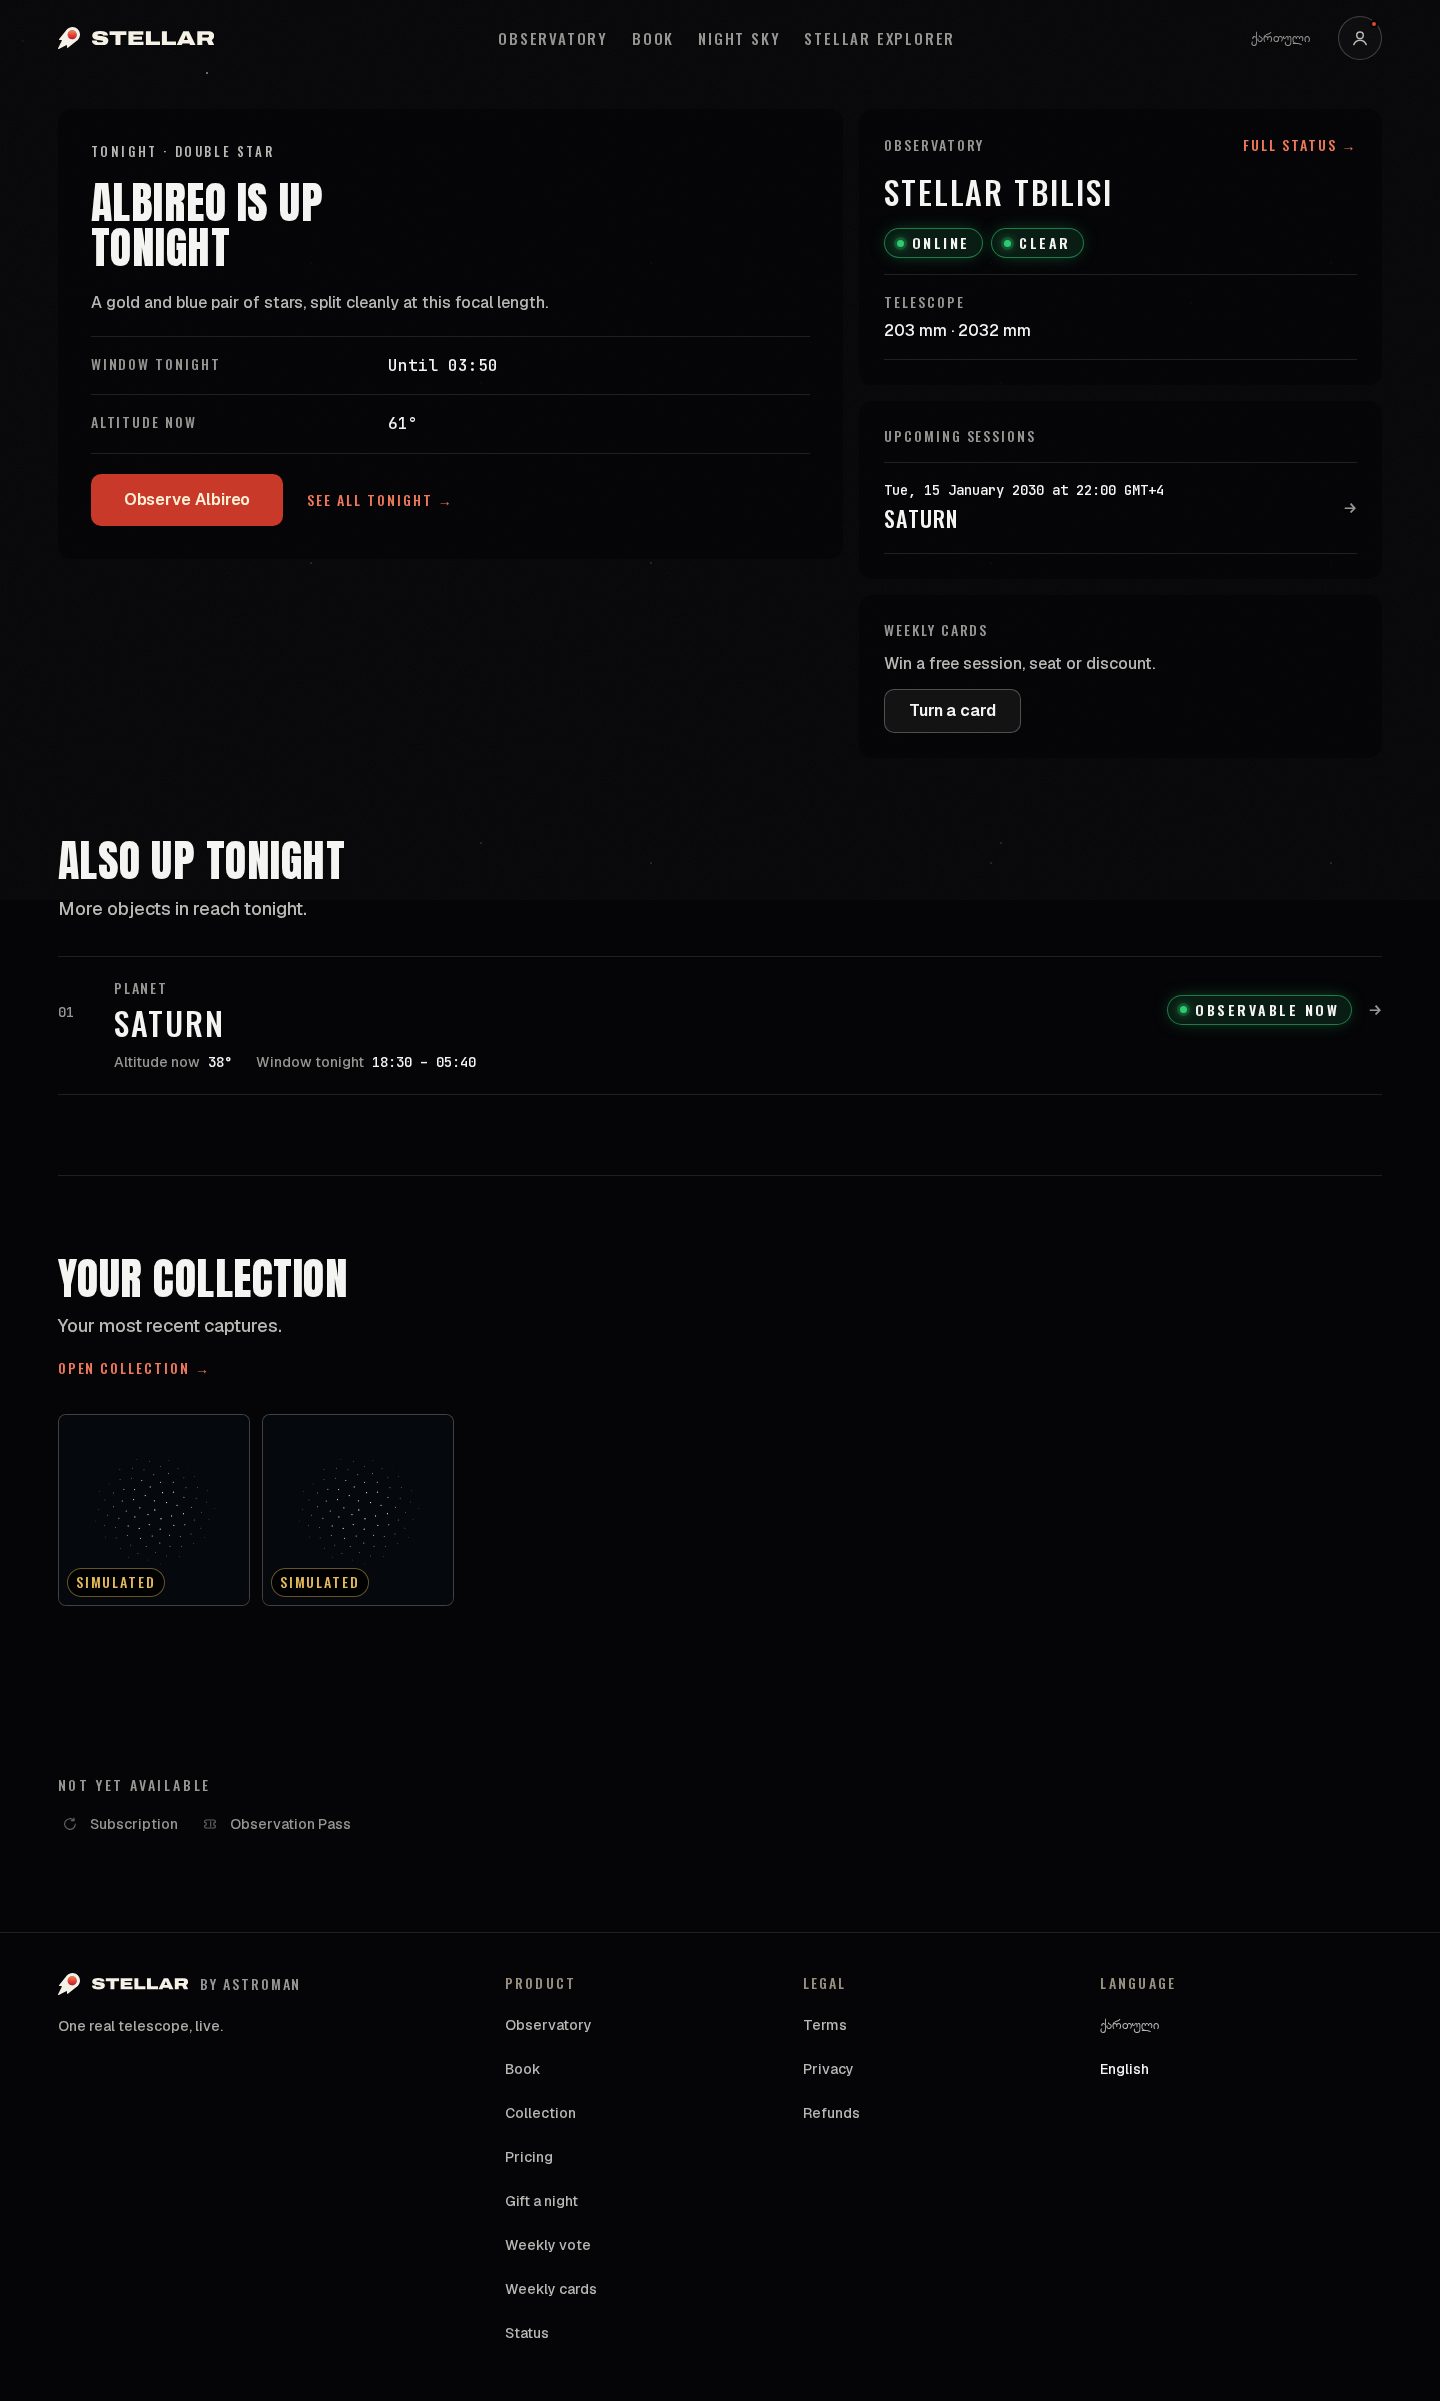 STELLAR
OBSERVATORY BOOK NIGHT SKY STELLAR EXPLORER
ქართული
TONIGHT · DOUBLE STAR
ALBIREO IS UP
TONIGHT
A gold and blue pair of stars, split cleanly at this focal length.
WINDOW TONIGHT Until 03:50
ALTITUDE NOW 61°
Observe Albireo SEE ALL TONIGHT →
OBSERVATORY FULL STATUS →
STELLAR TBILISI
ONLINE CLEAR
TELESCOPE
203 mm · 2032 mm
UPCOMING SESSIONS
Tue, 15 January 2030 at 22:00 GMT+4
SATURN
WEEKLY CARDS
Win a free session, seat or discount.
Turn a card
ALSO UP TONIGHT
More objects in reach tonight.
01
PLANET
SATURN
Altitude now 38° Window tonight 18:30 – 05:40
OBSERVABLE NOW
YOUR COLLECTION
Your most recent captures.
OPEN COLLECTION →
SIMULATED SIMULATED
NOT YET AVAILABLE
Subscription Observation Pass
STELLAR BY ASTROMAN
One real telescope, live.
PRODUCT
Observatory
Book
Collection
Pricing
Gift a night
Weekly vote
Weekly cards
Status
LEGAL
Terms
Privacy
Refunds
LANGUAGE
ქართული
English